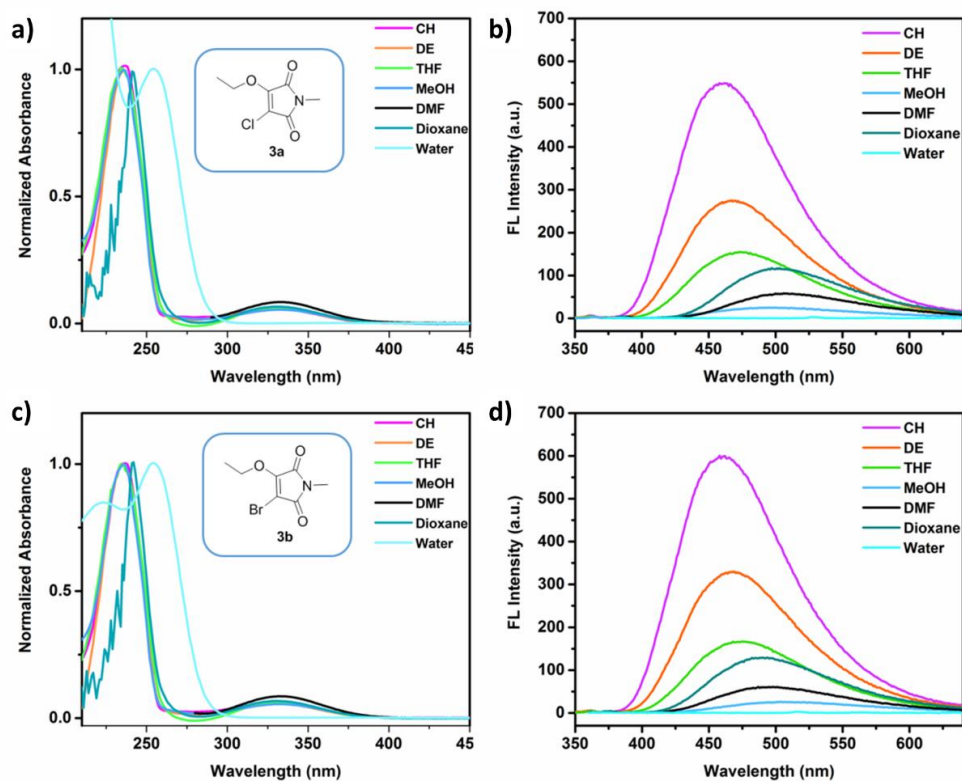 a)
Normalized Absorbance
1.0
0.5
0.0
250
300
350
400
45
Wavelength (nm)
O
O
N
Cl
O
3a
CH
DE
THF
MeOH
DMF
Dioxane
Water
b)
FL Intensity (a.u.)
700
600
500
400
300
200
100
0
350
400
450
500
550
600
Wavelength (nm)
CH
DE
THF
MeOH
DMF
Dioxane
Water
c)
Normalized Absorbance
1.0
0.5
0.0
250
300
350
400
45
Wavelength (nm)
O
O
N
Br
O
3b
CH
DE
THF
MeOH
DMF
Dioxane
Water
d)
FL Intensity (a.u.)
700
600
500
400
300
200
100
0
350
400
450
500
550
600
Wavelength (nm)
CH
DE
THF
MeOH
DMF
Dioxane
Water